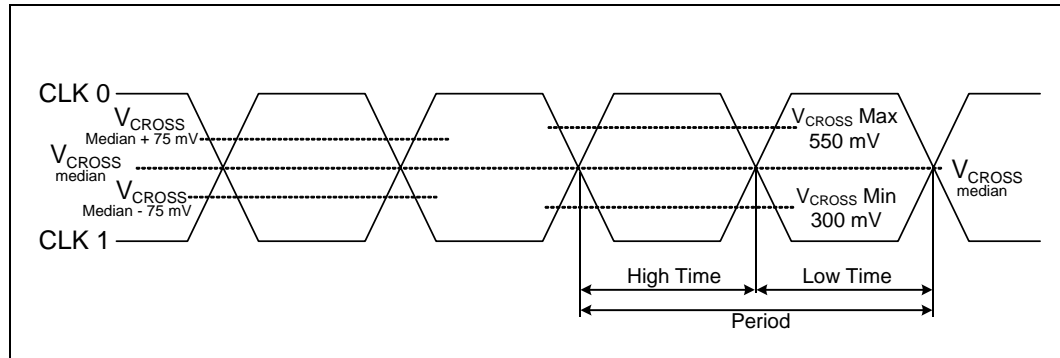 CLK 0
VCROSS
Median + 75 mV
VCROSS
median
VCROSS
Median - 75 mV
CLK 1
VCROSS Max
550 mV
VCROSS
median
VCROSS Min
300 mV
High Time
Low Time
Period